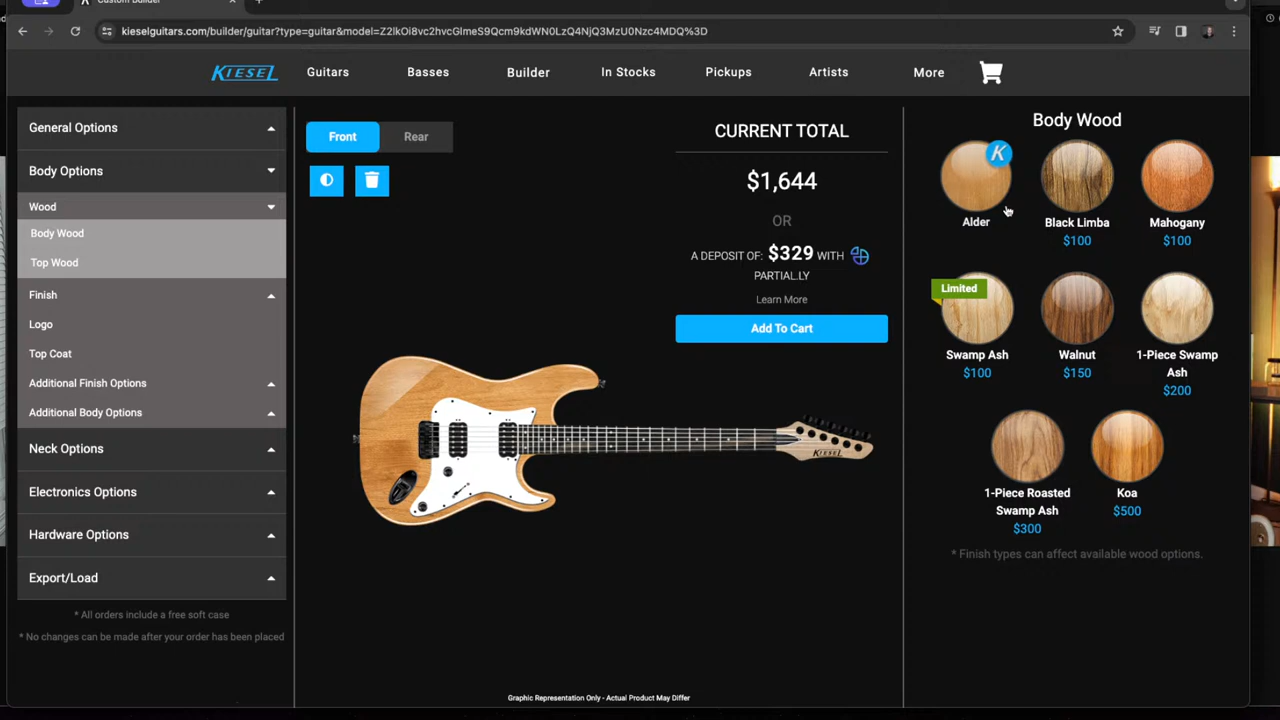 Custom Builder
kieselguitars.com/builder/guitar?type=guitar&model=Z2lkOi8vc2hvcGlmeS9Qcm9kdWN0LzQ4NjQ3MzU0Nzc4MDQ%3D
KIESEL
Guitars
Basses
Builder
In Stocks
Pickups
Artists
More
General Options
Body Options
Wood
Body Wood
Top Wood
Finish
Logo
Top Coat
Additional Finish Options
Additional Body Options
Neck Options
Electronics Options
Hardware Options
Export/Load
* All orders include a free soft case
* No changes can be made after your order has been placed
Front
Rear
CURRENT TOTAL
$1,644
OR
A DEPOSIT OF: $329 WITH
PARTIAL.LY
Learn More
Add To Cart
KIESEL
Graphic Representation Only - Actual Product May Differ
Body Wood
K
Alder
Black Limba
$100
Mahogany
$100
Limited
Swamp Ash
$100
Walnut
$150
1-Piece Swamp
Ash
$200
1-Piece Roasted
Swamp Ash
$300
Koa
$500
* Finish types can affect available wood options.